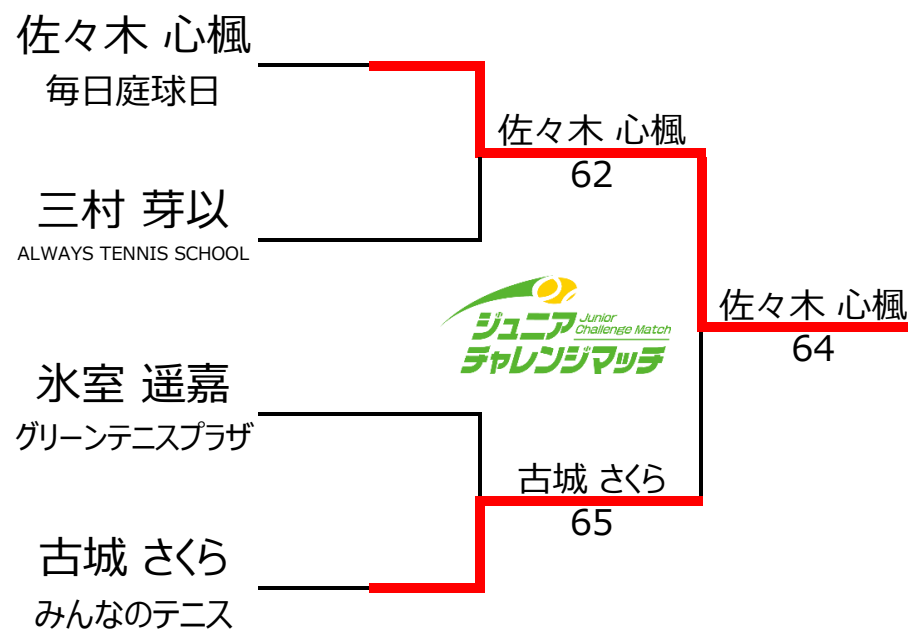 佐々木 心楓
毎日庭球日
佐々木 心楓
62
三村 芽以
ALWAYS TENNIS SCHOOL
ジュニア Junior
チャレンジマッチ Challenge Match
佐々木 心楓
64
氷室 遥嘉
グリーンテニスプラザ
古城 さくら
65
古城 さくら
みんなのテニス